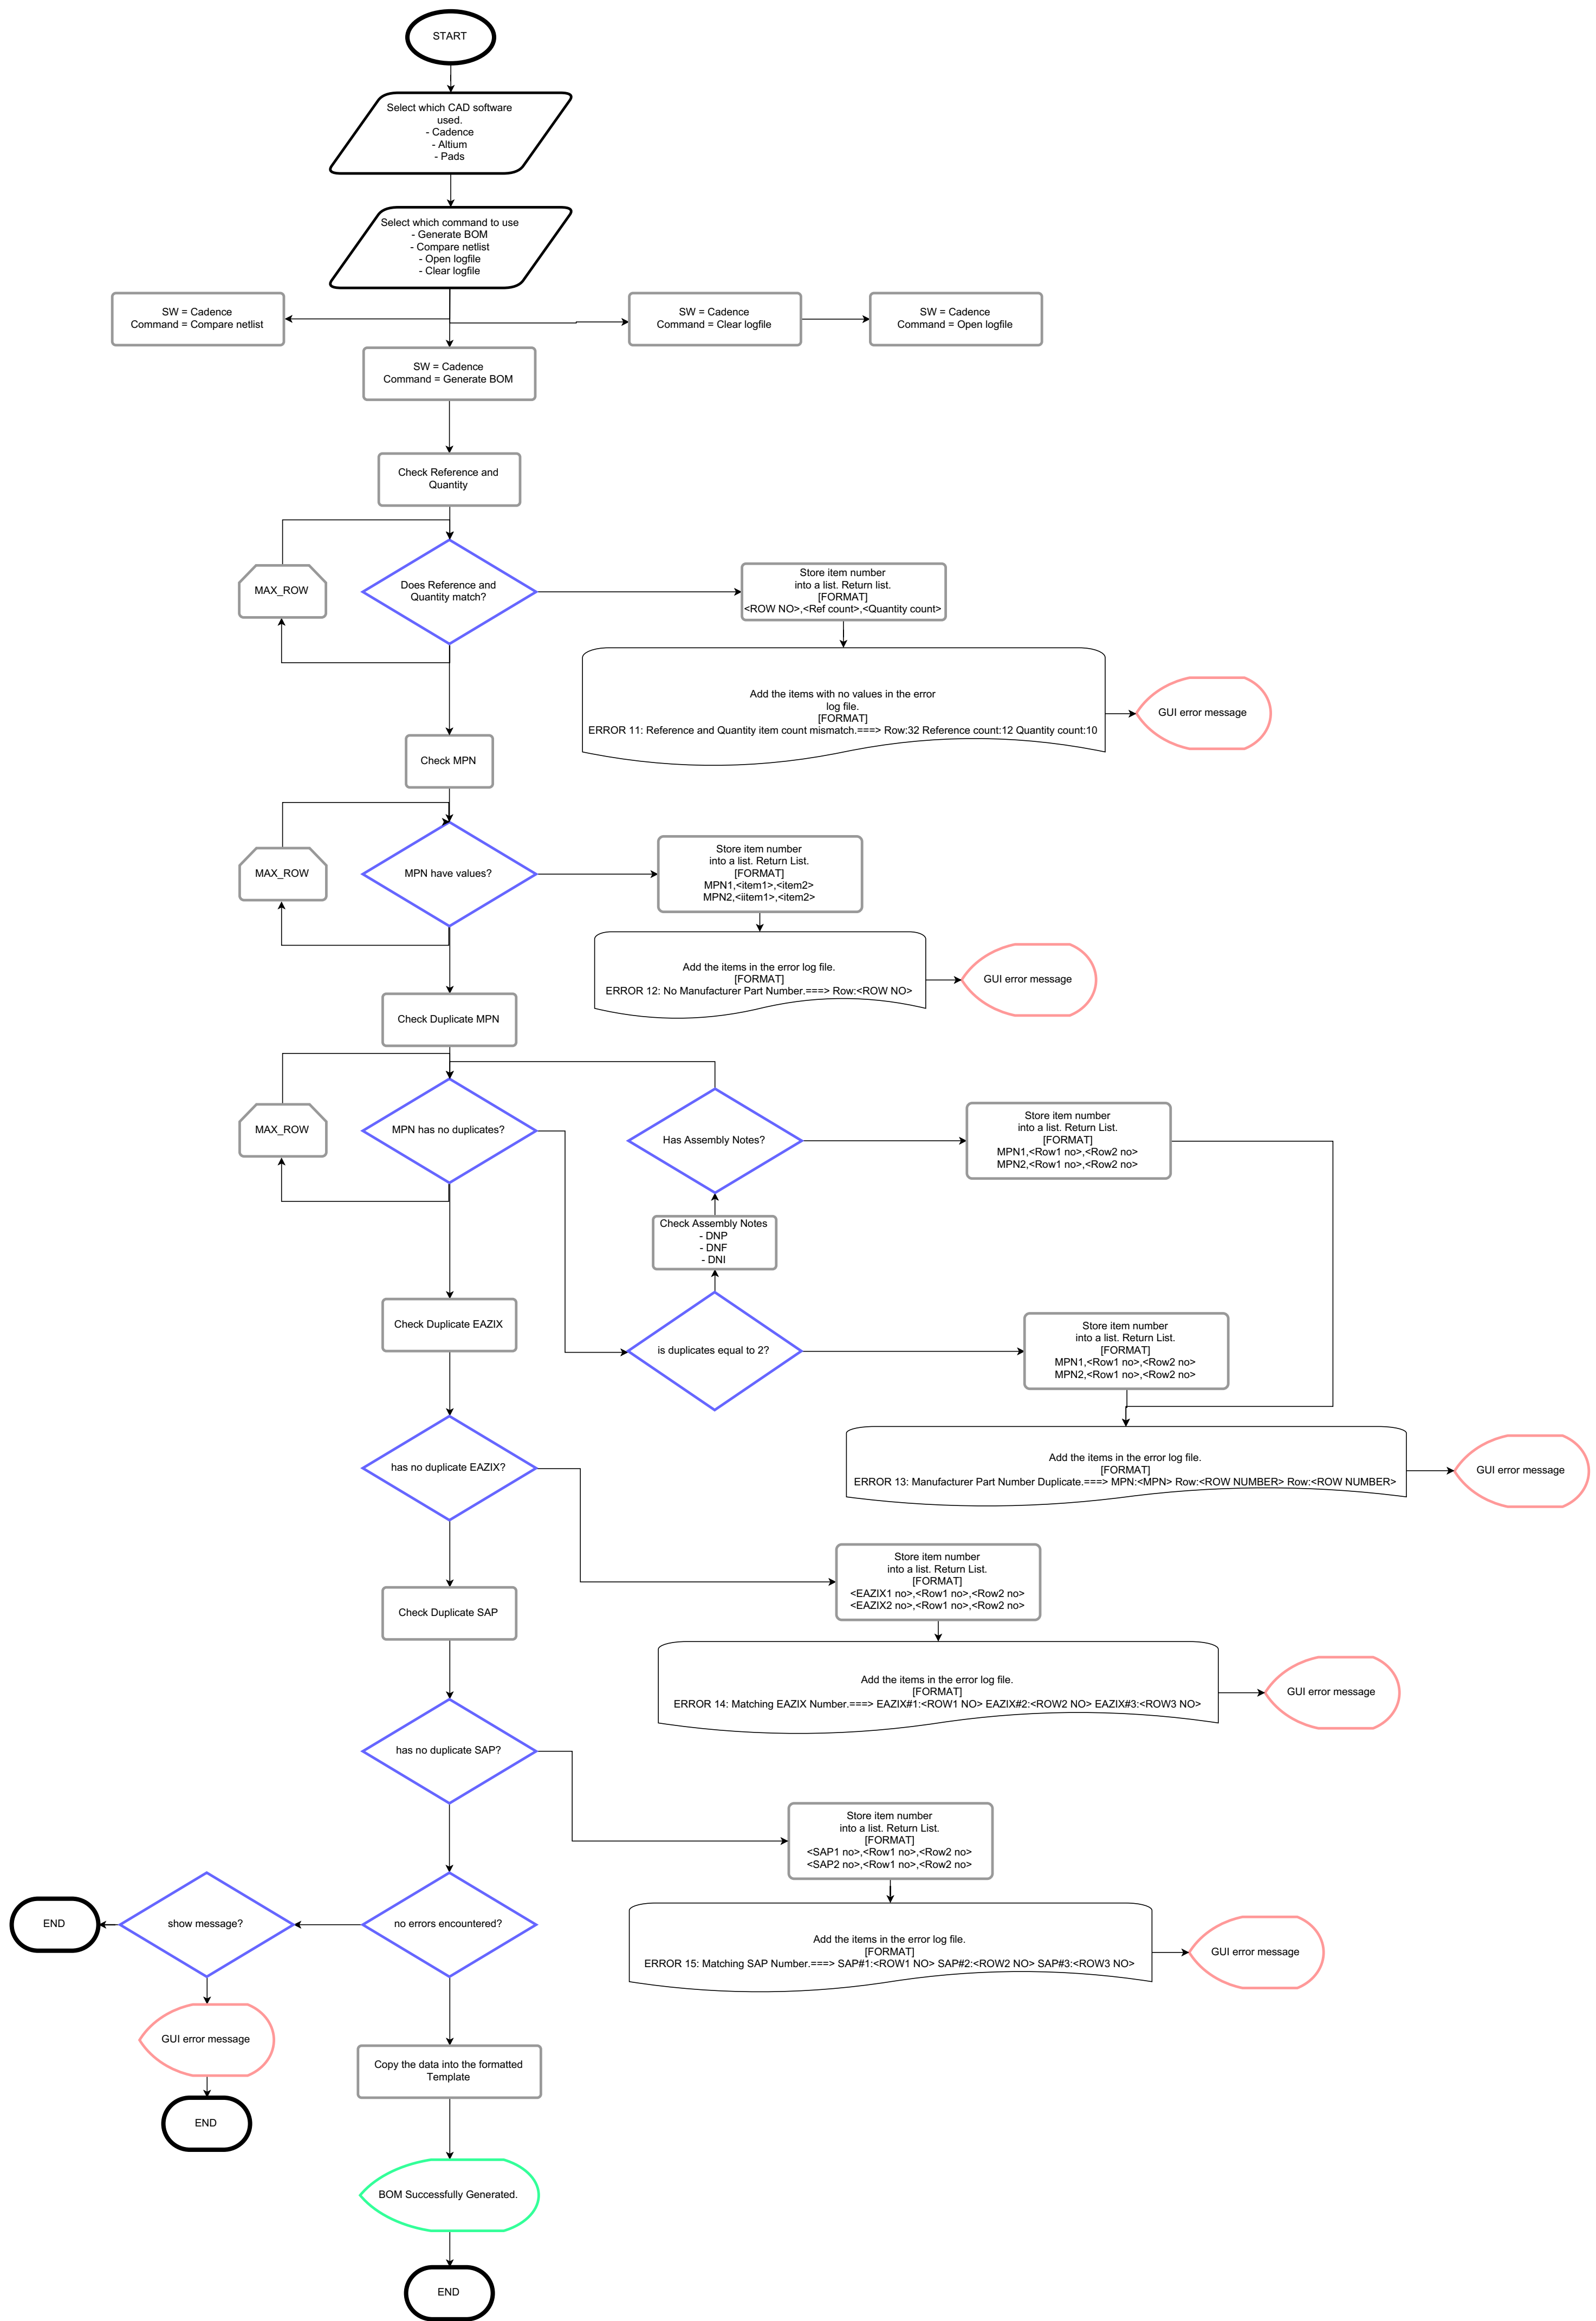 START
Select which CAD software
used.
- Cadence
- Altium
- Pads
Select which command to use
- Generate BOM
- Compare netlist
- Open logfile
- Clear logfile
SW = Cadence
Command = Compare netlist
SW = Cadence
Command = Clear logfile
SW = Cadence
Command = Open logfile
SW = Cadence
Command = Generate BOM
Check Reference and
Quantity
MAX_ROW
Does Reference and
Quantity match?
Store item number
into a list. Return list.
[FORMAT]
<ROW NO>,<Ref count>,<Quantity count>
Add the items with no values in the error
log file.
[FORMAT]
ERROR 11: Reference and Quantity item count mismatch.===> Row:32 Reference count:12 Quantity count:10
GUI error message
Check MPN
MAX_ROW
MPN have values?
Store item number
into a list. Return List.
[FORMAT]
MPN1,<item1>,<item2>
MPN2,<iitem1>,<item2>
Add the items in the error log file.
[FORMAT]
ERROR 12: No Manufacturer Part Number.===> Row:<ROW NO>
GUI error message
Check Duplicate MPN
MAX_ROW
MPN has no duplicates?
Has Assembly Notes?
Store item number
into a list. Return List.
[FORMAT]
MPN1,<Row1 no>,<Row2 no>
MPN2,<Row1 no>,<Row2 no>
Check Assembly Notes
- DNP
- DNF
- DNI
Check Duplicate EAZIX
is duplicates equal to 2?
Store item number
into a list. Return List.
[FORMAT]
MPN1,<Row1 no>,<Row2 no>
MPN2,<Row1 no>,<Row2 no>
has no duplicate EAZIX?
Add the items in the error log file.
[FORMAT]
ERROR 13: Manufacturer Part Number Duplicate.===> MPN:<MPN> Row:<ROW NUMBER> Row:<ROW NUMBER>
GUI error message
Store item number
into a list. Return List.
[FORMAT]
<EAZIX1 no>,<Row1 no>,<Row2 no>
<EAZIX2 no>,<Row1 no>,<Row2 no>
Check Duplicate SAP
Add the items in the error log file.
[FORMAT]
ERROR 14: Matching EAZIX Number.===> EAZIX#1:<ROW1 NO> EAZIX#2:<ROW2 NO> EAZIX#3:<ROW3 NO>
GUI error message
has no duplicate SAP?
Store item number
into a list. Return List.
[FORMAT]
<SAP1 no>,<Row1 no>,<Row2 no>
<SAP2 no>,<Row1 no>,<Row2 no>
END
show message?
no errors encountered?
Add the items in the error log file.
[FORMAT]
ERROR 15: Matching SAP Number.===> SAP#1:<ROW1 NO> SAP#2:<ROW2 NO> SAP#3:<ROW3 NO>
GUI error message
GUI error message
Copy the data into the formatted
Template
END
BOM Successfully Generated.
END